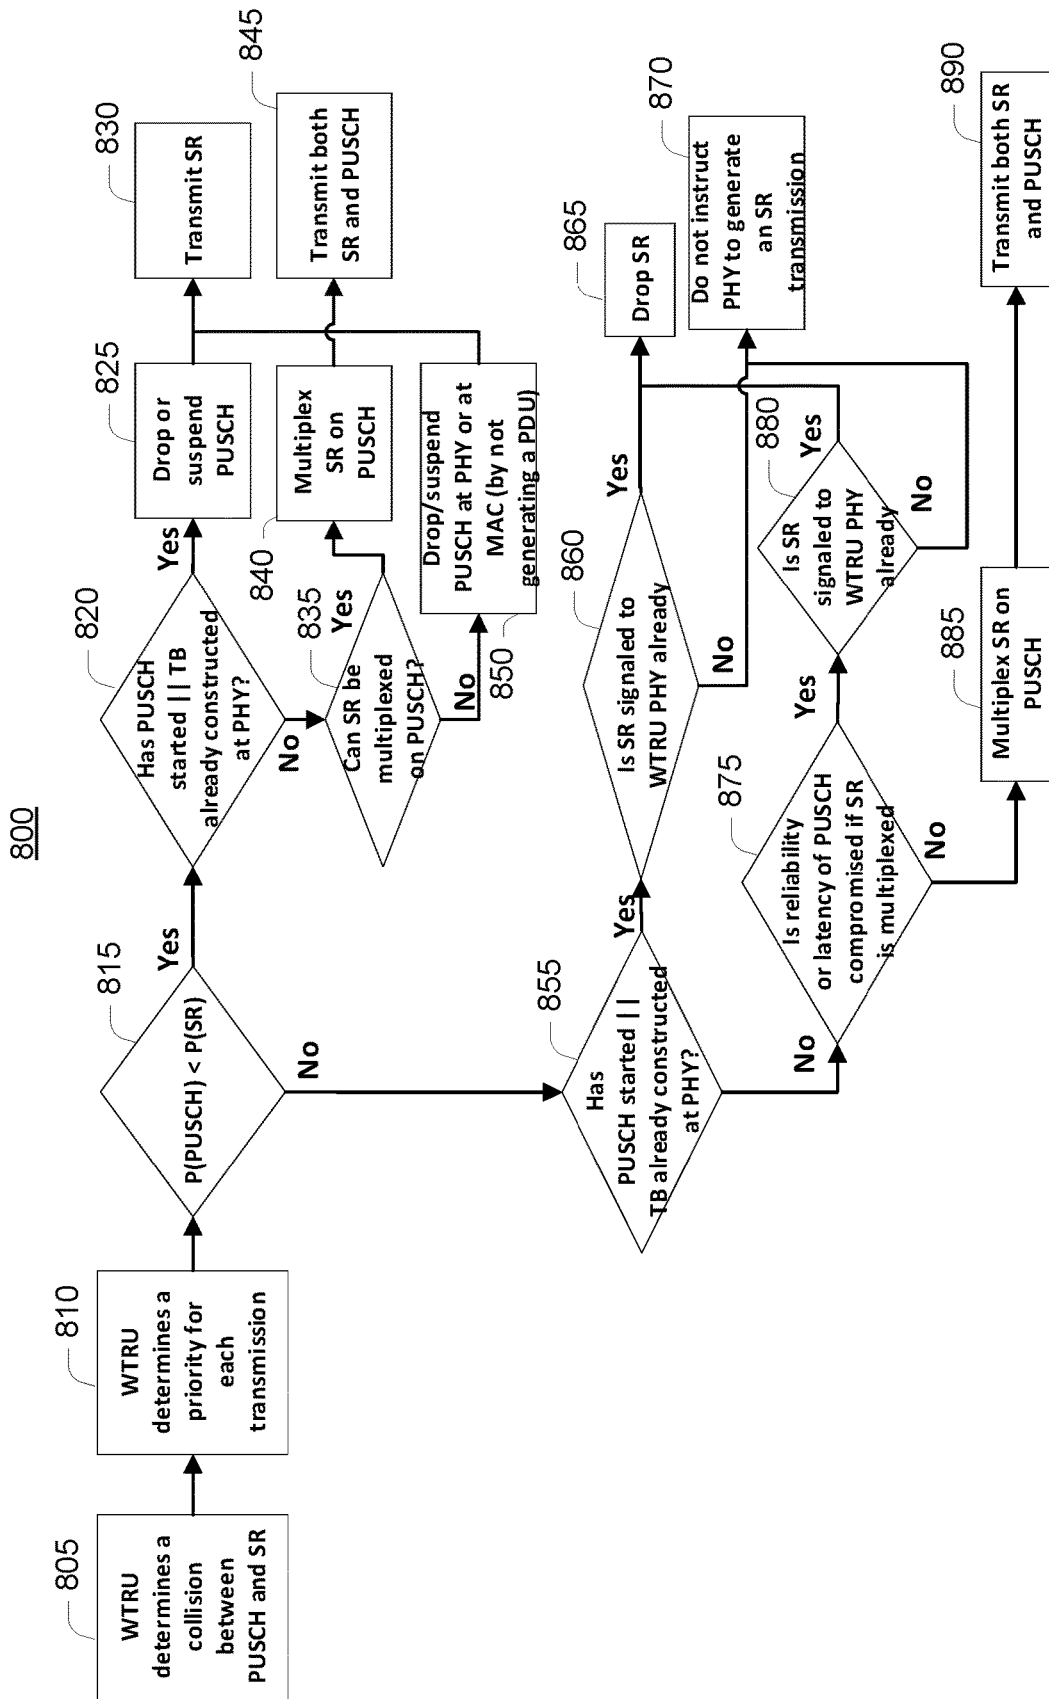 800
805
WTRU
determines a
collision
between
PUSCH and SR
810
WTRU
determines a
priority for
each
transmission
815
P(PUSCH) < P(SR)
Yes
No
820
Has PUSCH
started || TB
already constructed
at PHY?
Yes
No
825
Drop or
suspend
PUSCH
830
Transmit SR
835
Can SR be
multiplexed
on PUSCH?
Yes
No
840
Multiplex
SR on
PUSCH
845
Transmit both
SR and PUSCH
850
Drop/suspend
PUSCH at PHY or at
MAC (by not
generating a PDU)
855
Has
PUSCH started ||
TB already constructed
at PHY?
Yes
No
860
Is SR signaled to
WTRU PHY already
Yes
No
865
Drop SR
870
Do not instruct
PHY to generate
an SR
transmission
875
Is reliability
or latency of PUSCH
compromised if SR
is multiplexed
Yes
No
880
Is SR
signaled to
WTRU PHY
already
Yes
No
885
Multiplex SR on
PUSCH
890
Transmit both SR
and PUSCH